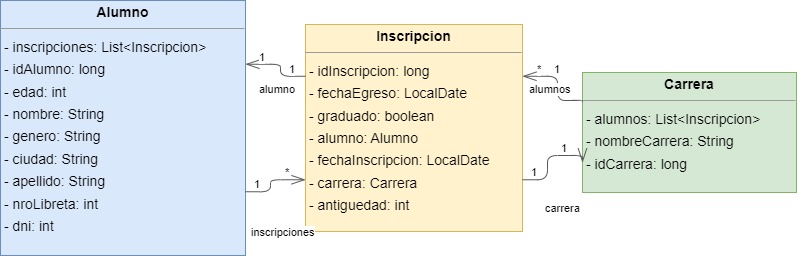 Alumno
- inscripciones: List<Inscripcion>
- idAlumno: long
- edad: int
- nombre: String
- genero: String
- ciudad: String
- apellido: String
- nroLibreta: int
- dni: int
1
1
alumno
1
*
inscripciones
Inscripcion
- idInscripcion: long
- fechaEgreso: LocalDate
- graduado: boolean
- alumno: Alumno
- fechaInscripcion: LocalDate
- carrera: Carrera
- antiguedad: int
*
1
alumnos
1
1
carrera
Carrera
- alumnos: List<Inscripcion>
- nombreCarrera: String
- idCarrera: long